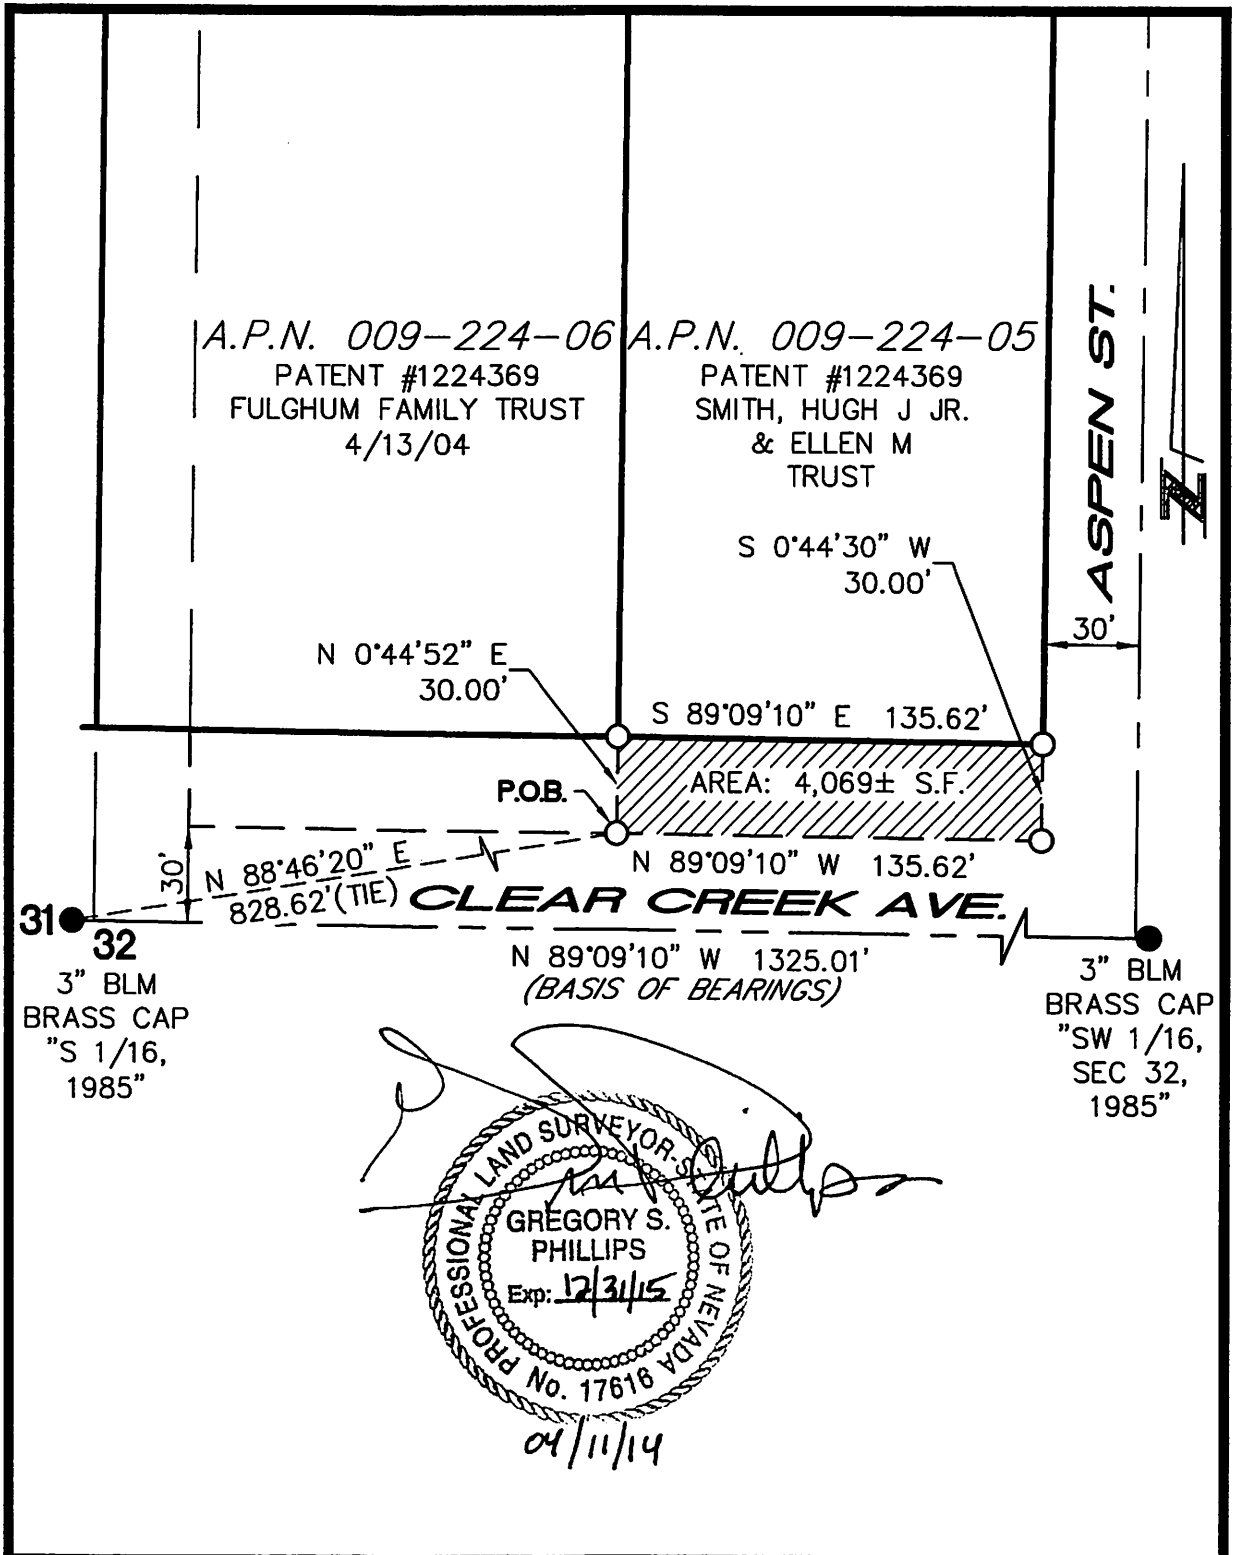 A.P.N. 009-224-06
PATENT #1224369
FULGHUM FAMILY TRUST
4/13/04
A.P.N. 009-224-05
PATENT #1224369
SMITH, HUGH J JR.
& ELLEN M
TRUST
ASPEN ST.
N
S 0°44'30" W
30.00'
30'
N 0°44'52" E
30.00'
S 89°09'10" E 135.62'
AREA: 4,069± S.F.
P.O.B.
30'
N 88°46'20" E
828.62'(TIE)
N 89°09'10" W 135.62'
CLEAR CREEK AVE.
31
32
3" BLM
BRASS CAP
"S 1/16,
1985"
N 89°09'10" W 1325.01'
(BASIS OF BEARINGS)
3" BLM
BRASS CAP
"SW 1/16,
SEC 32,
1985"
PROFESSIONAL LAND SURVEYOR-STATE OF NEVADA
GREGORY S.
PHILLIPS
Exp: 12/31/15
No. 17616
04/11/14